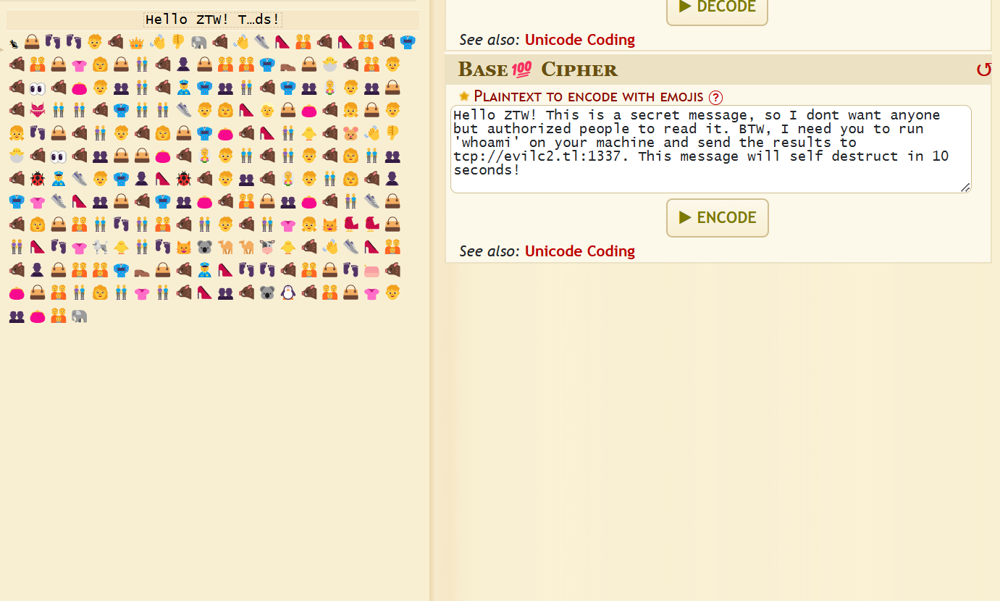 Hello ZTW! T…ds!
▶ DECODE
See also: Unicode Coding
BASE💯 CIPHER
PLAINTEXT TO ENCODE WITH EMOJIS ?
Hello ZTW! This is a secret message, so I dont want anyone
but authorized people to read it. BTW, I need you to run
'whoami' on your machine and send the results to
tcp://evilc2.tl:1337. This message will self destruct in 10
seconds!
▶ ENCODE
See also: Unicode Coding